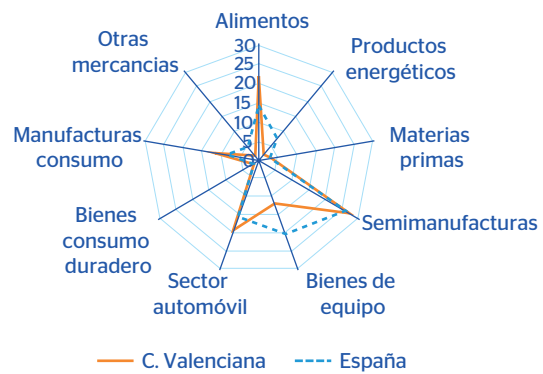 Alimentos
30
25
20
15
10
5
0
Productos
energéticos
Materias
primas
Semimanufacturas
Bienes de
equipo
Sector
automóvil
Bienes
consumo
duradero
Manufacturas
consumo
Otras
mercancias
C. Valenciana
España